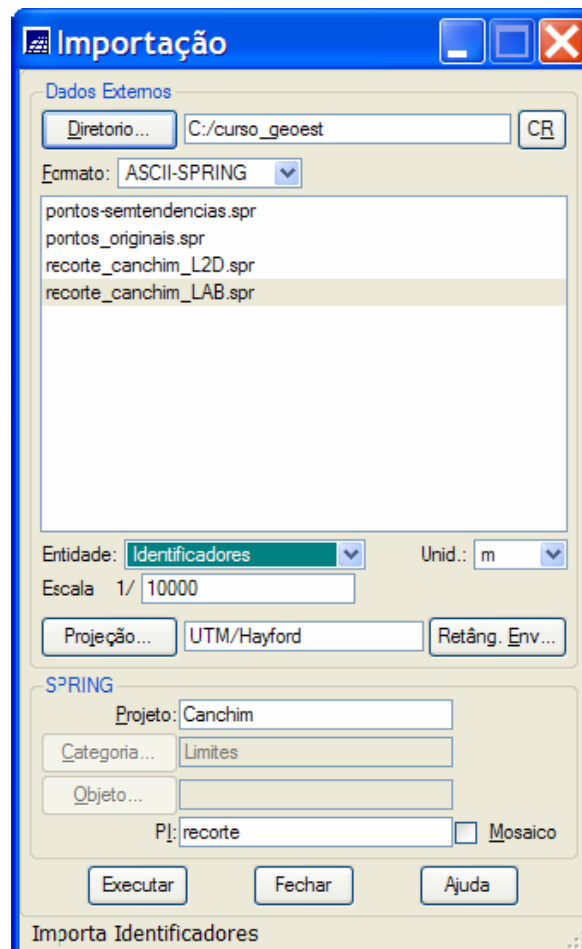 Importação
Dados Externos
Diretorio... C:/curso_geoest CR
Formato: ASCII-SPRING
pontos-semtendencias.spr
pontos_originais.spr
recorte_canchim_L2D.spr
recorte_canchim_LAB.spr
Entidade: Identificadores Unid.: m
Escala 1/ 10000
Projeção... UTM/Hayford Retâng. Env...
SPRING
Projeto: Canchim
Categoria... Limites
Objeto...
PI: recorte Mosaico
Executar Fechar Ajuda
Importa Identificadores